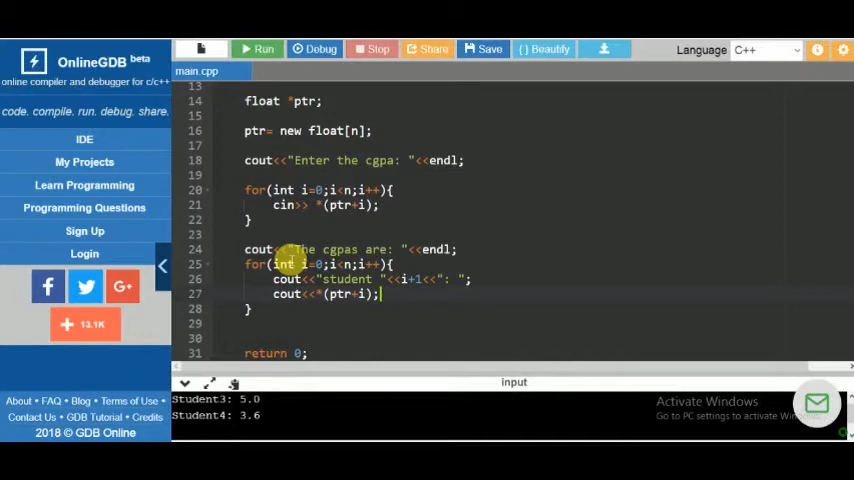 OnlineGDB beta
online compiler and debugger for c/c++
code. compile. run. debug. share.
IDE
My Projects
Learn Programming
Programming Questions
Sign Up
Login
13.1K
About • FAQ • Blog • Terms of Use •
Contact Us • GDB Tutorial • Credits
2018 © GDB Online
Run Debug Stop Share Save { } Beautify Language C++
main.cpp
13
14 float *ptr;
15
16 ptr= new float[n];
17
18 cout<<"Enter the cgpa: "<<endl;
19
20 for(int i=0;i<n;i++){
21 cin>> *(ptr+i);
22 }
23
24 cout<<"The cgpas are: "<<endl;
25 for(int i=0;i<n;i++){
26 cout<<"student "<<i+1<<": ";
27 cout<<*(ptr+i);
28 }
29
30
31 return 0;
input
Student3: 5.0
Student4: 3.6
Activate Windows
Go to PC settings to activate Windows.